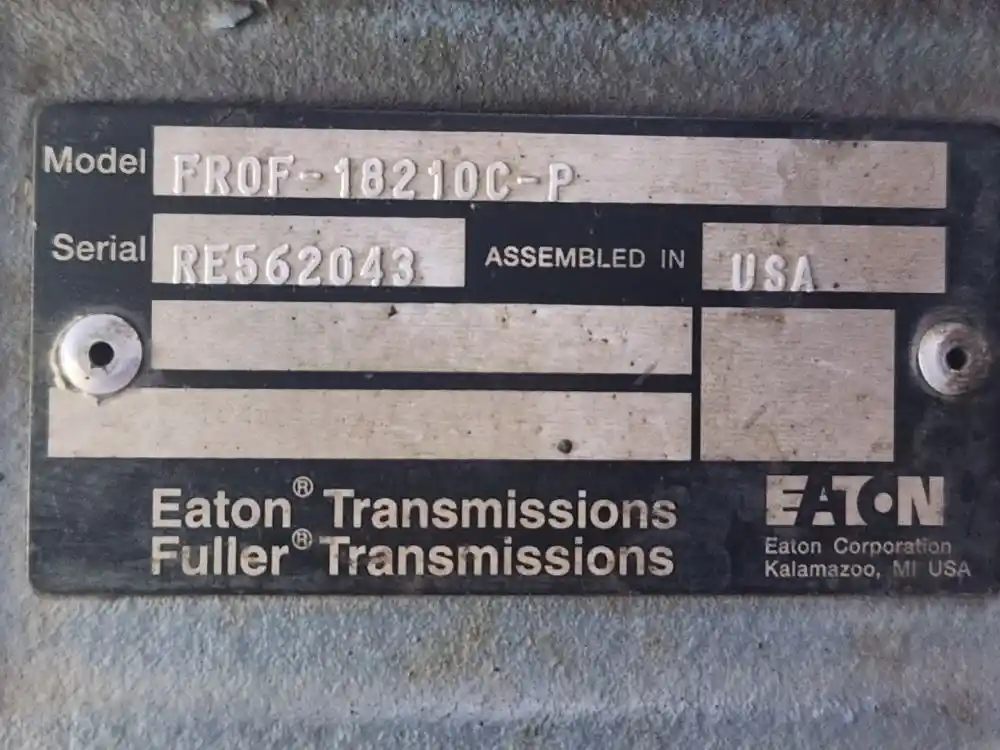 Model FROF-18210C-P
Serial RE562043 ASSEMBLED IN USA
Eaton® Transmissions
Fuller® Transmissions
EATON
Eaton Corporation
Kalamazoo, MI USA